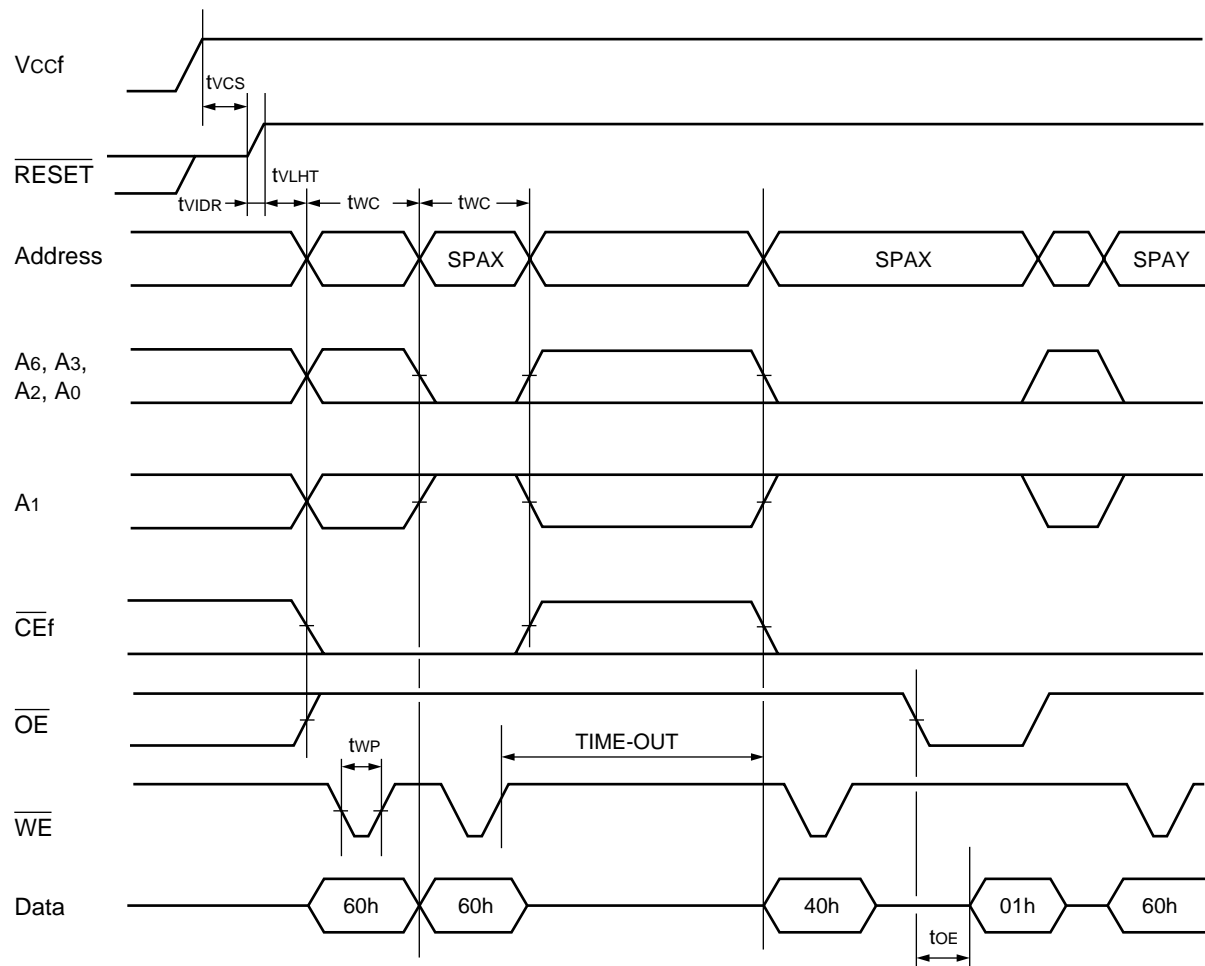 VCCf
tVCS
RESET
tVLHT
tVIDR
tWC
tWC
Address
SPAX
SPAX
SPAY
A6, A3,
A2, A0
A1
CEf
OE
TIME-OUT
tWP
WE
Data
60h
60h
40h
01h
60h
tOE